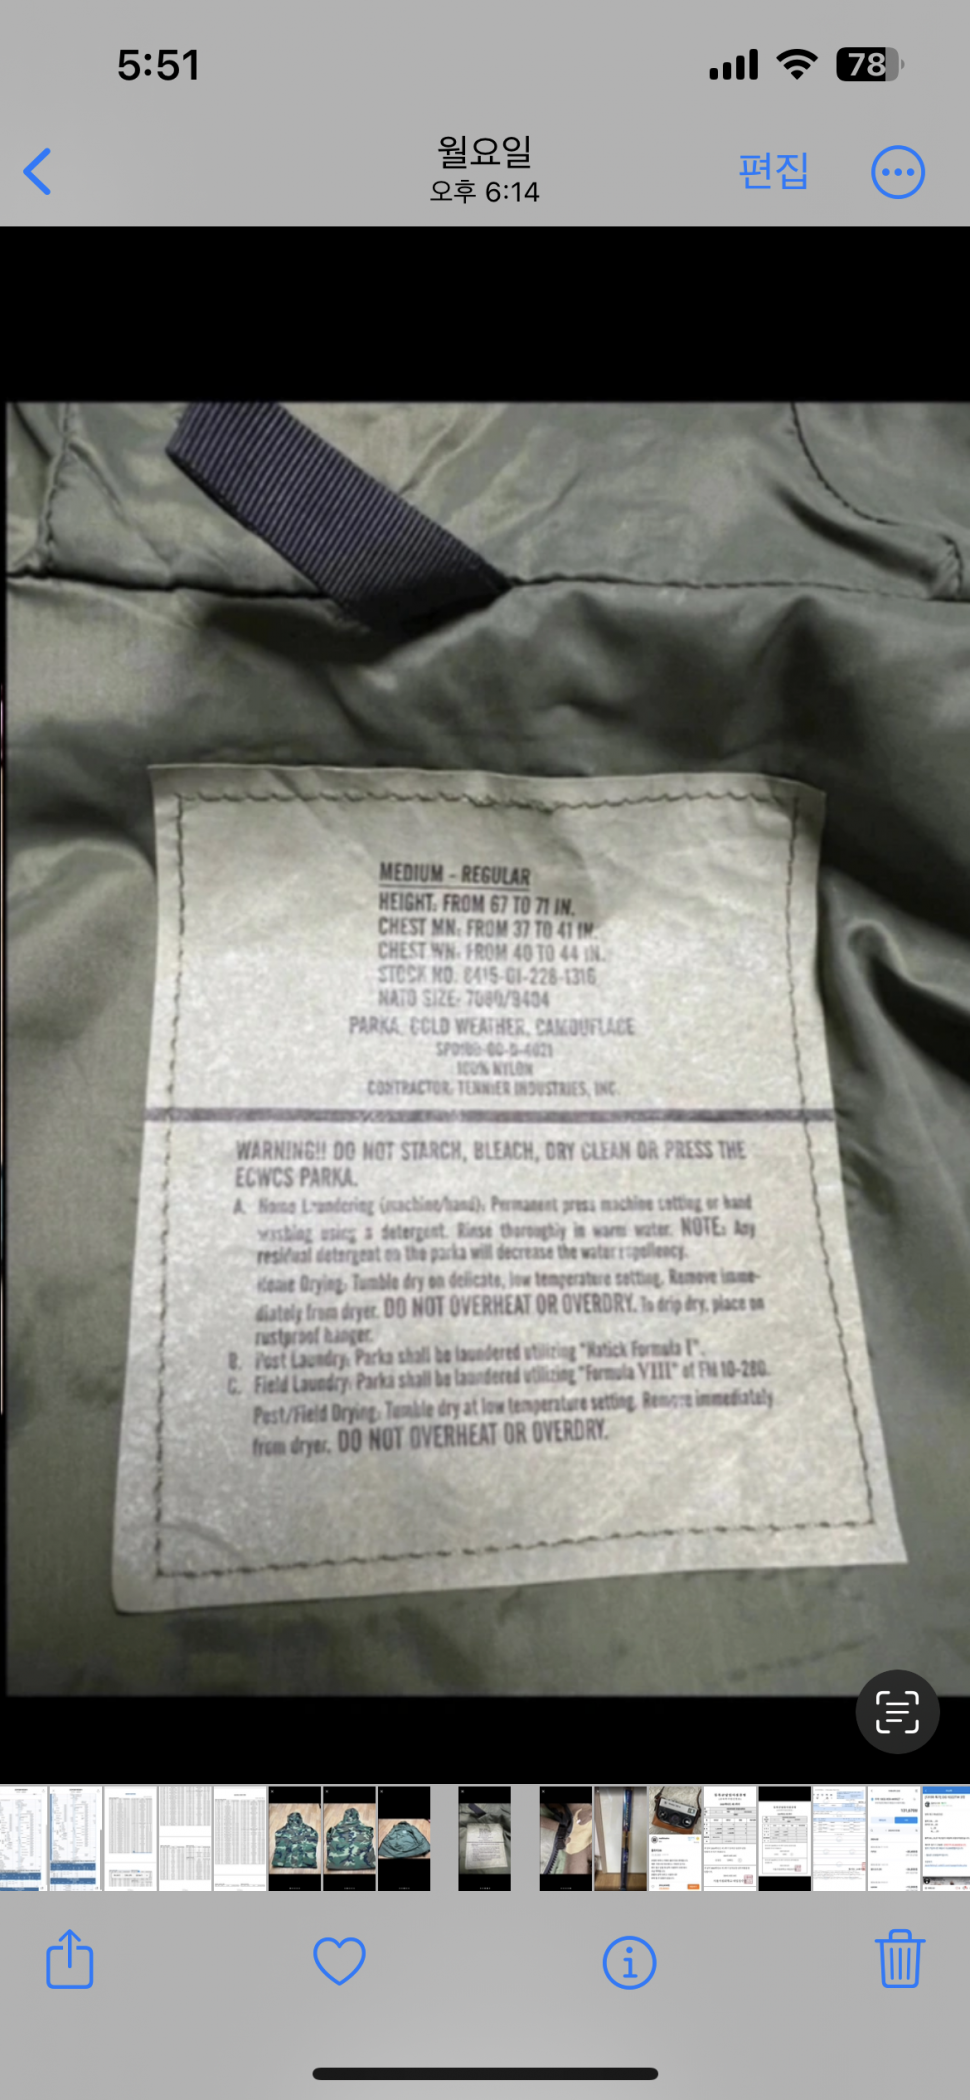 5:51
78
월요일
오후 6:14
편집
MEDIUM - REGULAR
HEIGHT: FROM 67 TO 71 IN.
CHEST MN: FROM 37 TO 41 IN.
CHEST WN: FROM 40 TO 44 IN.
STOCK NO. 8415-01-228-1316
NATO SIZE: 7080/9404
PARKA, COLD WEATHER, CAMOUFLAGE
100% NYLON
CONTRACTOR: TENNIER INDUSTRIES, INC.
WARNING!! DO NOT STARCH, BLEACH, DRY CLEAN OR PRESS THE
ECWCS PARKA.
A. Home Laundering (machine/hand): Permanent press machine setting or hand
washing using a detergent. Rinse thoroughly in warm water. NOTE: Any
residual detergent on the parka will decrease the water repellency.
Home Drying: Tumble dry on delicate, low temperature setting. Remove imme-
diately from dryer. DO NOT OVERHEAT OR OVERDRY. To drip dry, place on
rustproof hanger.
B. Post Laundry: Parka shall be laundered utilizing "Natick Formula I".
C. Field Laundry: Parka shall be laundered utilizing "Formula VIII" of FM 10-280.
Post/Field Drying: Tumble dry at low temperature setting. Remove immediately
from dryer. DO NOT OVERHEAT OR OVERDRY.